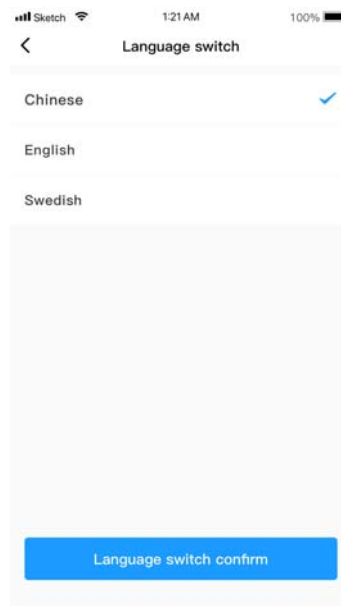 Sketch 1:21 AM 100%
Language switch
Chinese
English
Swedish
Language switch confirm